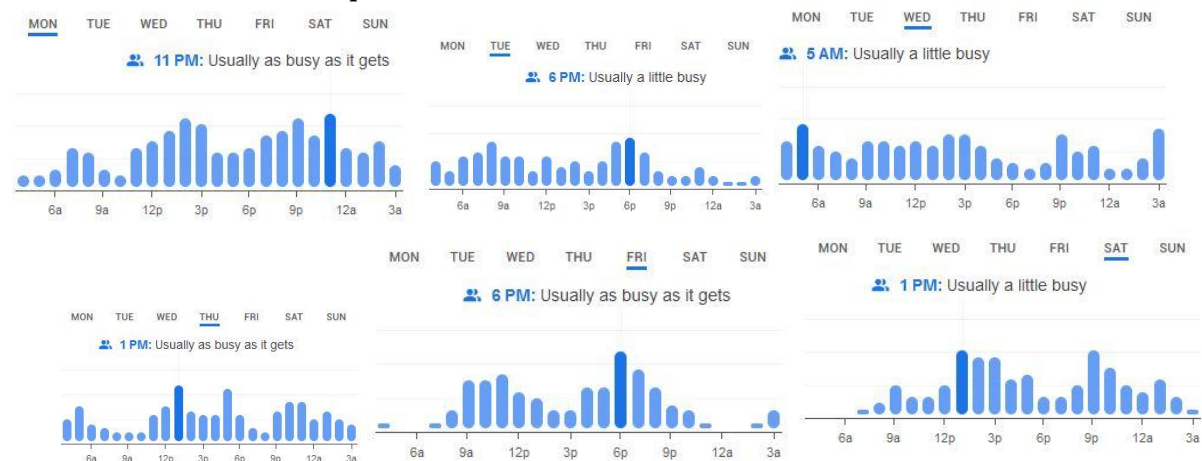 MON TUE WED THU FRI SAT SUN
11 PM: Usually as busy as it gets
6a 9a 12p 3p 6p 9p 12a 3a
MON TUE WED THU FRI SAT SUN
6 PM: Usually a little busy
6a 9a 12p 3p 6p 9p 12a 3a
MON TUE WED THU FRI SAT SUN
5 AM: Usually a little busy
6a 9a 12p 3p 6p 9p 12a 3a
MON TUE WED THU FRI SAT SUN
1 PM: Usually as busy as it gets
6a 9a 12p 3p 6p 9p 12a 3a
MON TUE WED THU FRI SAT SUN
6 PM: Usually as busy as it gets
6a 9a 12p 3p 6p 9p 12a 3a
MON TUE WED THU FRI SAT SUN
1 PM: Usually a little busy
6a 9a 12p 3p 6p 9p 12a 3a